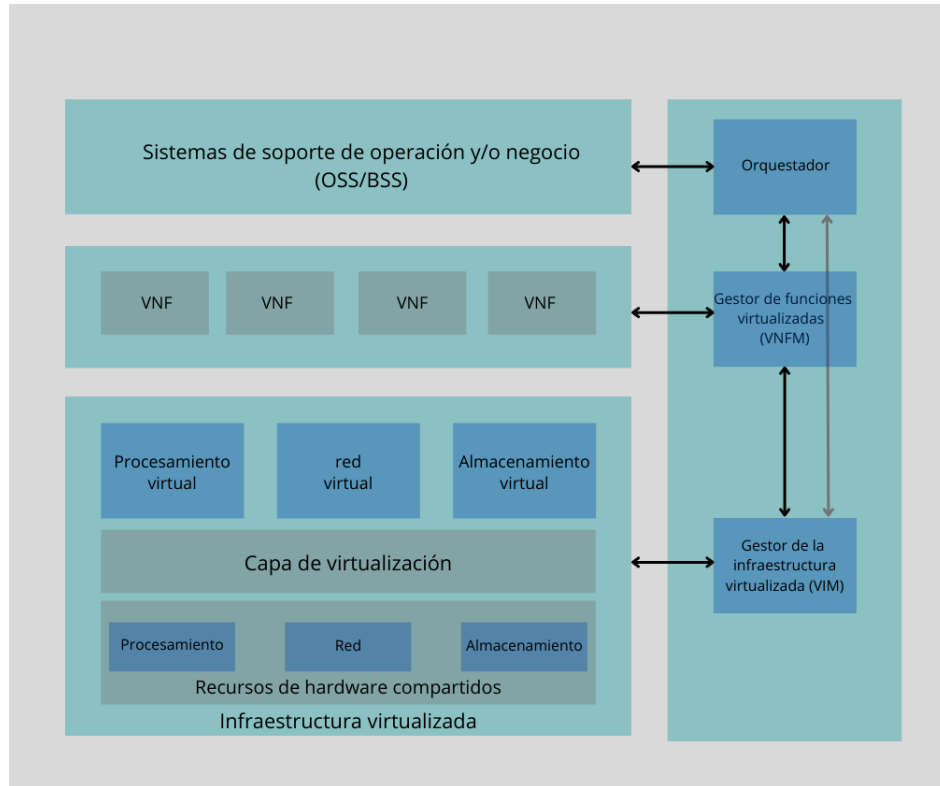 Sistemas de soporte de operación y/o negocio
(OSS/BSS)
Orquestador
VNF
VNF
VNF
VNF
Gestor de funciones
virtualizadas
(VNFM)
Procesamiento
virtual
red
virtual
Almacenamiento
virtual
Capa de virtualización
Gestor de la
infraestructura
virtualizada (VIM)
Procesamiento
Red
Almacenamiento
Recursos de hardware compartidos
Infraestructura virtualizada